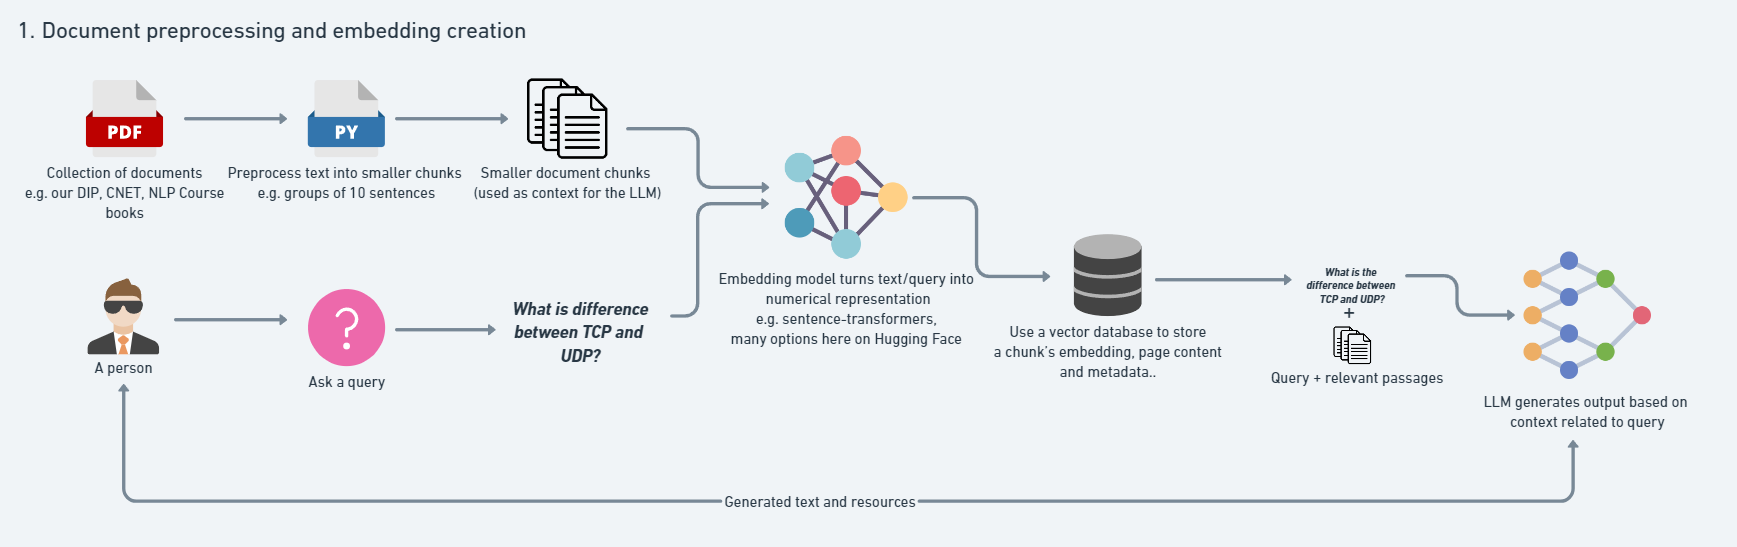 1. Document preprocessing and embedding creation
PDF
PY
Collection of documents
e.g. our DIP, CNET, NLP Course
books
Preprocess text into smaller chunks
e.g. groups of 10 sentences
Smaller document chunks
(used as context for the LLM)
A person
?
Ask a query
What is difference
between TCP and
UDP?
Embedding model turns text/query into
numerical representation
e.g. sentence-transformers,
many options here on Hugging Face
Use a vector database to store
a chunk's embedding, page content
and metadata..
What is the
difference between
TCP and UDP?
+
Query + relevant passages
LLM generates output based on
context related to query
Generated text and resources